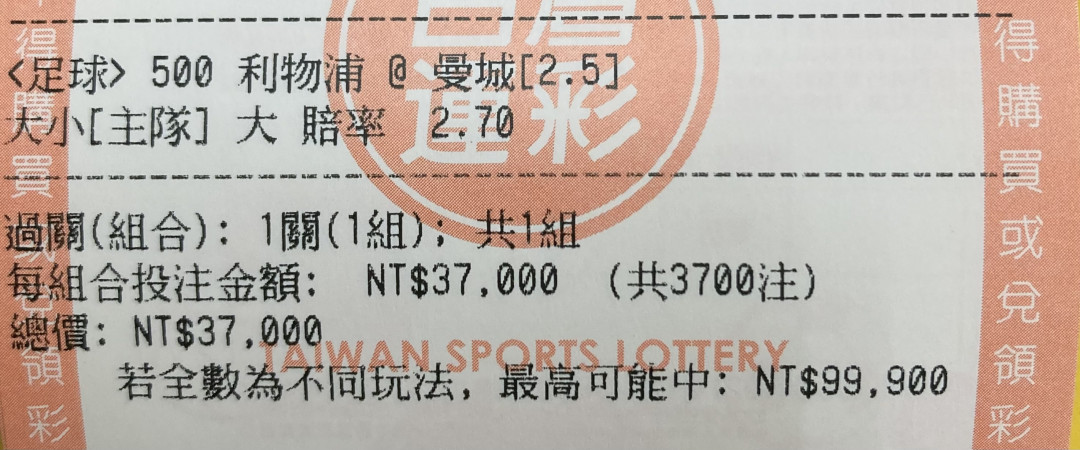 <足球> 500 利物浦 @ 曼城[2.5]
大小[主隊] 大 賠率 2.70
過關(組合): 1關(1組); 共1組
每組合投注金額: NT$37,000 (共3700注)
總價: NT$37,000
TAIWAN SPORTS LOTTERY
若全數為不同玩法, 最高可能中: NT$99,900
運彩
得購買或兌領彩
得購買或兌領彩